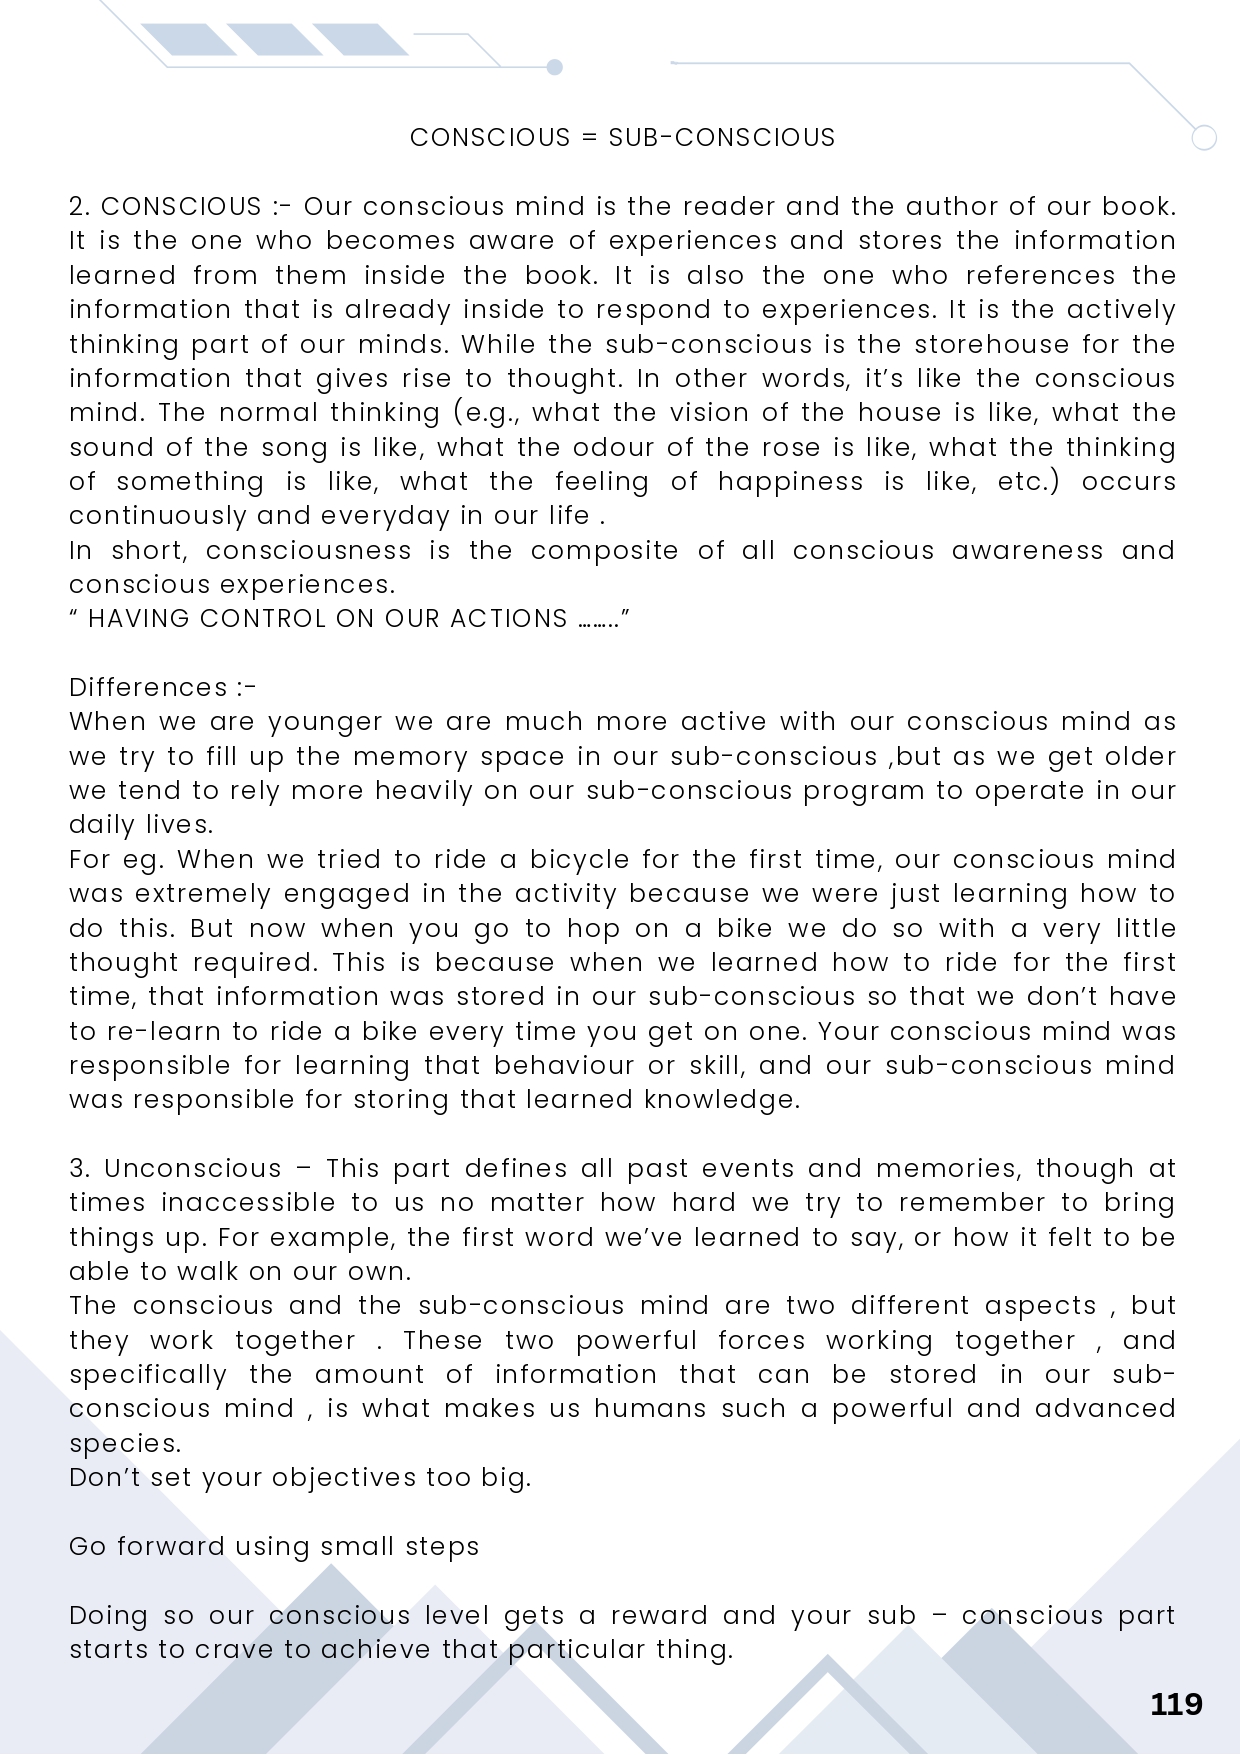 CONSCIOUS = SUB-CONSCIOUS
2. CONSCIOUS :- Our conscious mind is the reader and the author of our book.
It is the one who becomes aware of experiences and stores the information
learned from them inside the book. It is also the one who references the
information that is already inside to respond to experiences. It is the actively
thinking part of our minds. While the sub-conscious is the storehouse for the
information that gives rise to thought. In other words, it’s like the conscious
mind. The normal thinking (e.g., what the vision of the house is like, what the
sound of the song is like, what the odour of the rose is like, what the thinking
of something is like, what the feeling of happiness is like, etc.) occurs
continuously and everyday in our life .
In short, consciousness is the composite of all conscious awareness and
conscious experiences.
“ HAVING CONTROL ON OUR ACTIONS ……..”
Differences :-
When we are younger we are much more active with our conscious mind as
we try to fill up the memory space in our sub-conscious ,but as we get older
we tend to rely more heavily on our sub-conscious program to operate in our
daily lives.
For eg. When we tried to ride a bicycle for the first time, our conscious mind
was extremely engaged in the activity because we were just learning how to
do this. But now when you go to hop on a bike we do so with a very little
thought required. This is because when we learned how to ride for the first
time, that information was stored in our sub-conscious so that we don’t have
to re-learn to ride a bike every time you get on one. Your conscious mind was
responsible for learning that behaviour or skill, and our sub-conscious mind
was responsible for storing that learned knowledge.
3. Unconscious – This part defines all past events and memories, though at
times inaccessible to us no matter how hard we try to remember to bring
things up. For example, the first word we’ve learned to say, or how it felt to be
able to walk on our own.
The conscious and the sub-conscious mind are two different aspects , but
they work together . These two powerful forces working together , and
specifically the amount of information that can be stored in our sub-
conscious mind , is what makes us humans such a powerful and advanced
species.
Don’t set your objectives too big.
Go forward using small steps
Doing so our conscious level gets a reward and your sub – conscious part
starts to crave to achieve that particular thing.
119